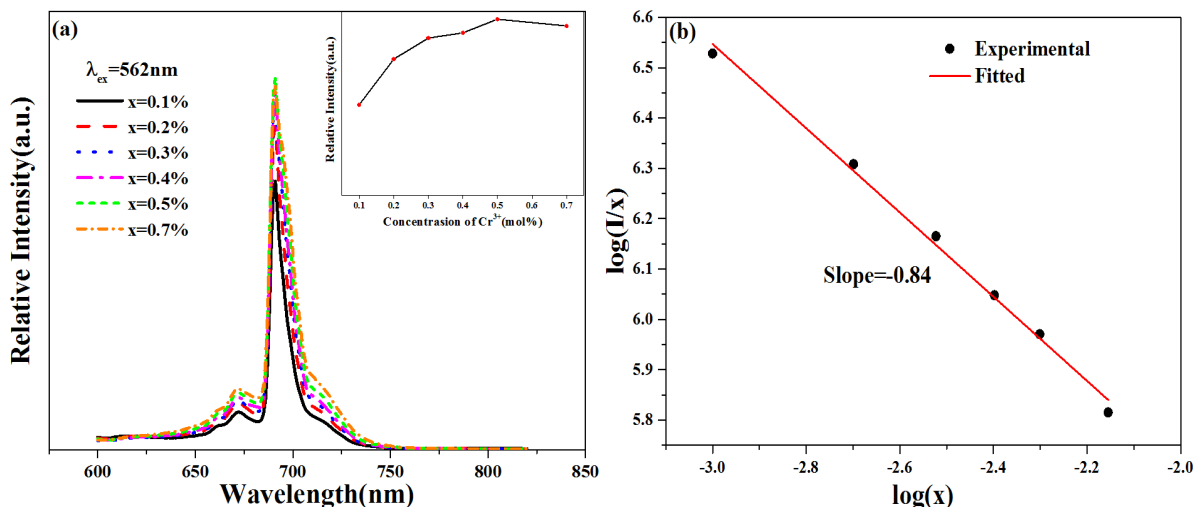 (a)
λex=562nm
x=0.1%
x=0.2%
x=0.3%
x=0.4%
x=0.5%
x=0.7%
Relative Intensity(a.u.)
600 650 700 750 800 850
Wavelength(nm)
Relative Intensity(a.u.)
0.1 0.2 0.3 0.4 0.5 0.6 0.7
Concentrasion of Cr³⁺(mol%)
(b)
Experimental
Fitted
Slope=-0.84
log(I/x)
6.6
6.5
6.4
6.3
6.2
6.1
6.0
5.9
5.8
-3.0 -2.8 -2.6 -2.4 -2.2 -2.0
log(x)